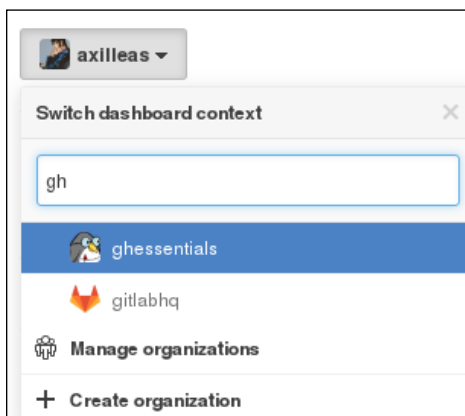 axilleas
Switch dashboard context
gh
ghessentials
gitlabhq
Manage organizations
Create organization